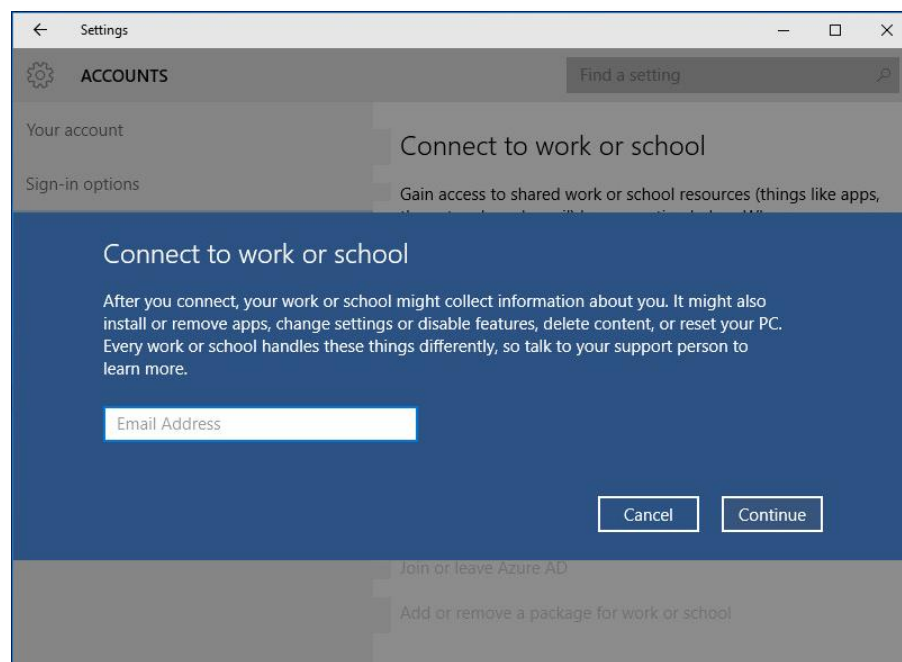 Settings
ACCOUNTS
Find a setting
Your account
Sign-in options
Connect to work or school
Gain access to shared work or school resources (things like apps,
Connect to work or school
After you connect, your work or school might collect information about you. It might also
install or remove apps, change settings or disable features, delete content, or reset your PC.
Every work or school handles these things differently, so talk to your support person to
learn more.
Email Address
Cancel
Continue
Join or leave Azure AD
Add or remove a package for work or school